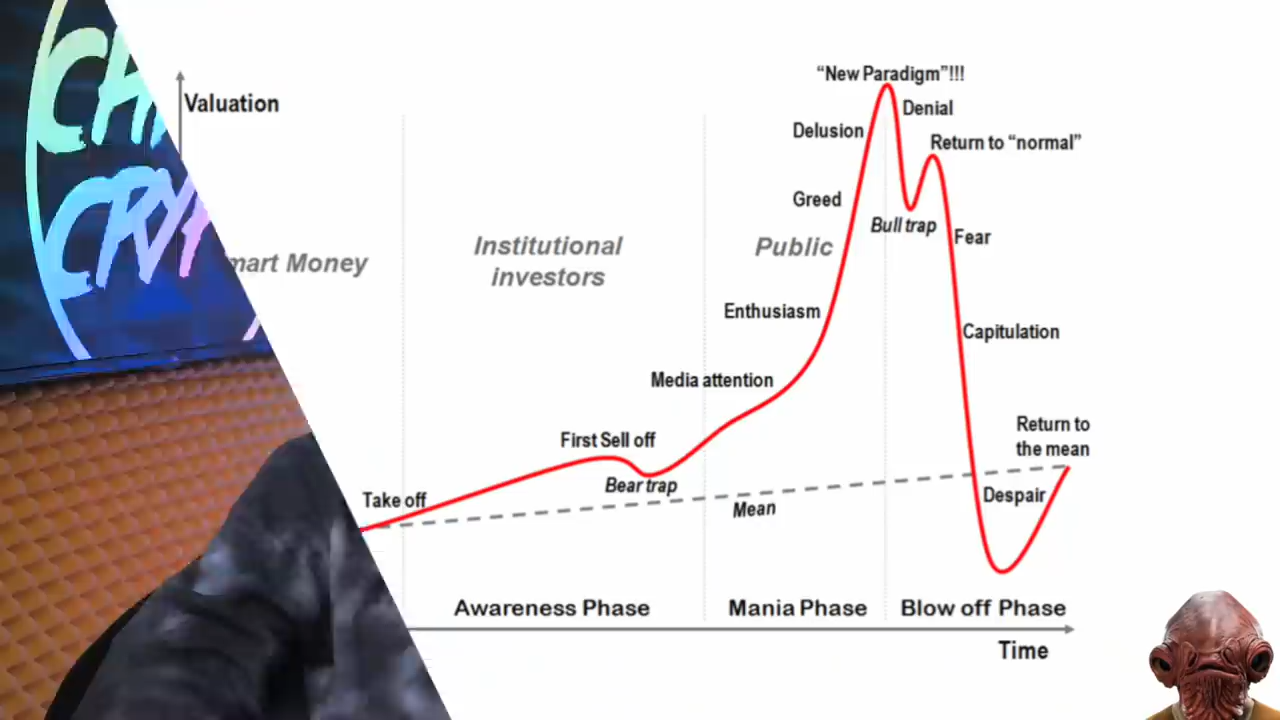 “New Paradigm”!!!
Valuation
Denial
Delusion
Return to “normal”
Greed
Bull trap
Fear
Institutional
investors
Public
Money
Enthusiasm
Capitulation
Media attention
First Sell off
Return to
the mean
Bear trap
Take off
Despair
Mean
Awareness Phase
Mania Phase
Blow off Phase
Time